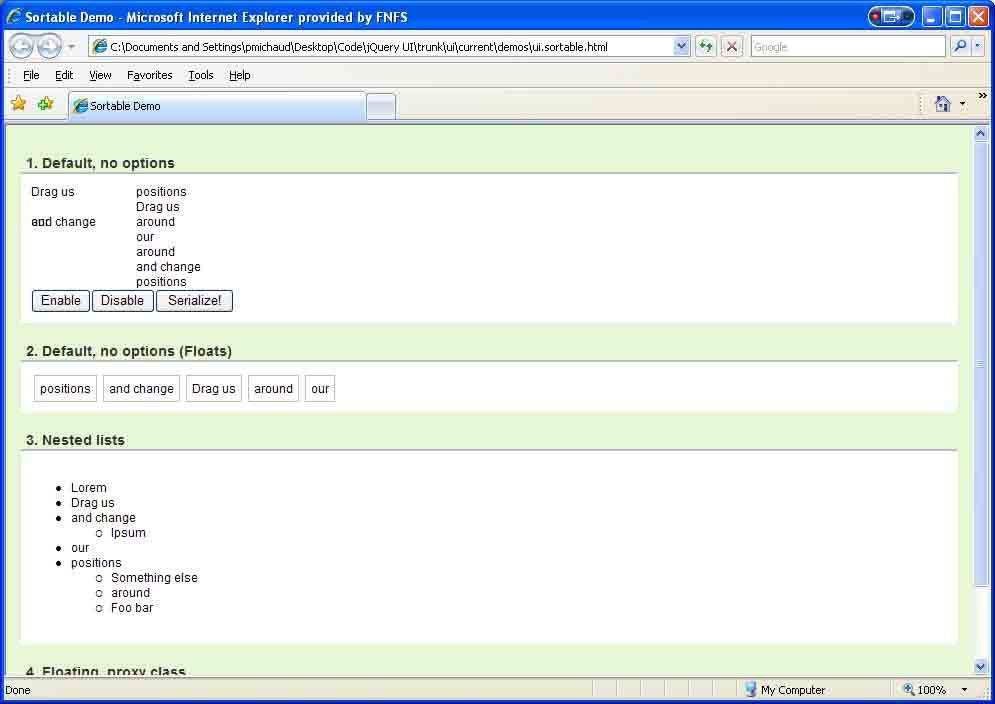 Sortable Demo - Microsoft Internet Explorer provided by FNFS
C:\Documents and Settings\pmichaud\Desktop\Code\jQuery UI\trunk\ui\current\demos\ui.sortable.html
Google
File Edit View Favorites Tools Help
Sortable Demo
1. Default, no options
Drag us positions
Drag us
and change around
our
around
and change
positions
Enable Disable Serialize!
2. Default, no options (Floats)
positions and change Drag us around our
3. Nested lists
Lorem
Drag us
and change
Ipsum
our
positions
Something else
around
Foo bar
4. Floating, proxy class
Done My Computer 100%